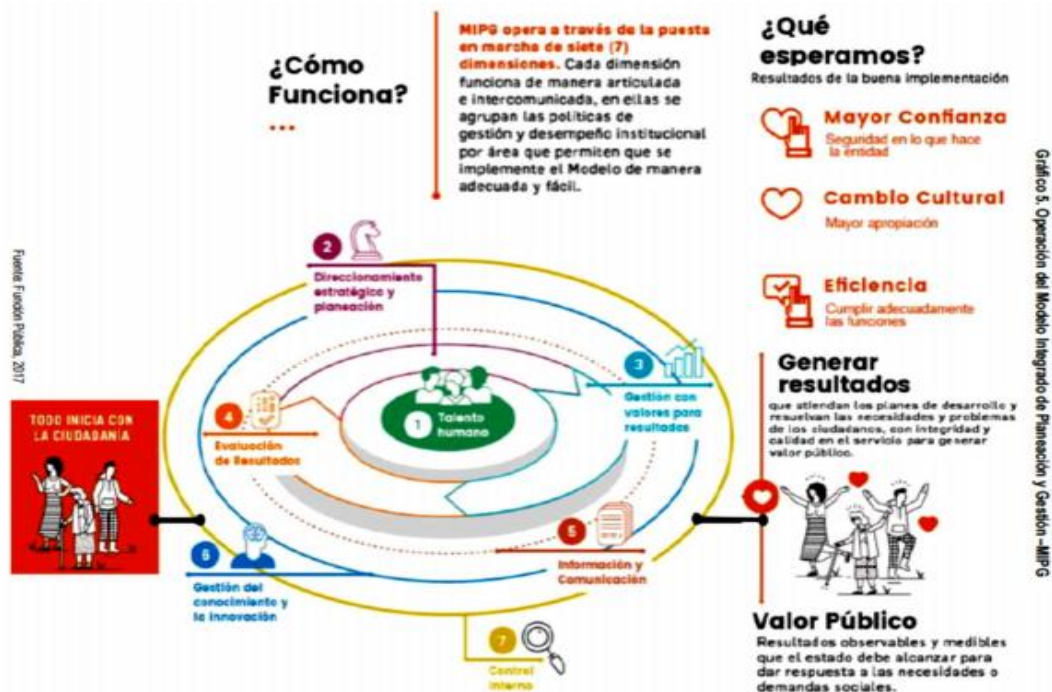 ¿Cómo
Funciona?
...
MIPG opera a través de la puesta
en marcha de siete (7)
dimensiones. Cada dimensión
funciona de manera articulada
e intercomunicada, en ellas se
agrupan las políticas de
gestión y desempeño institucional
por área que permiten que se
implemente el Modelo de manera
adecuada y fácil.
¿Qué
esperamos?
Resultados de la buena implementación
Mayor Confianza
Seguridad en lo que hace
la entidad
Cambio Cultural
Mayor apropiación
Eficiencia
Cumplir adecuadamente
las funciones
Generar
resultados
que atiendan los planes de desarrollo y
resuelvan las necesidades y problemas
de los ciudadanos, con integridad y
calidad en el servicio para generar
valor público.
Valor Público
Resultados observables y medibles
que el estado debe alcanzar para
dar respuesta a las necesidades o
demandas sociales.
TODO INICIA CON
LA CIUDADANÍA
1
Talento
humano
2
Direccionamiento
estratégico y
planeación
3
Gestión con
valores para
resultados
4
Evaluación
de Resultados
5
Información y
Comunicación
6
Gestión del
conocimiento y
la innovación
7
Control
Interno
Fuente: Función Pública, 2017
Gráfico 5. Operación del Modelo Integrado de Planeación y Gestión -MIPG